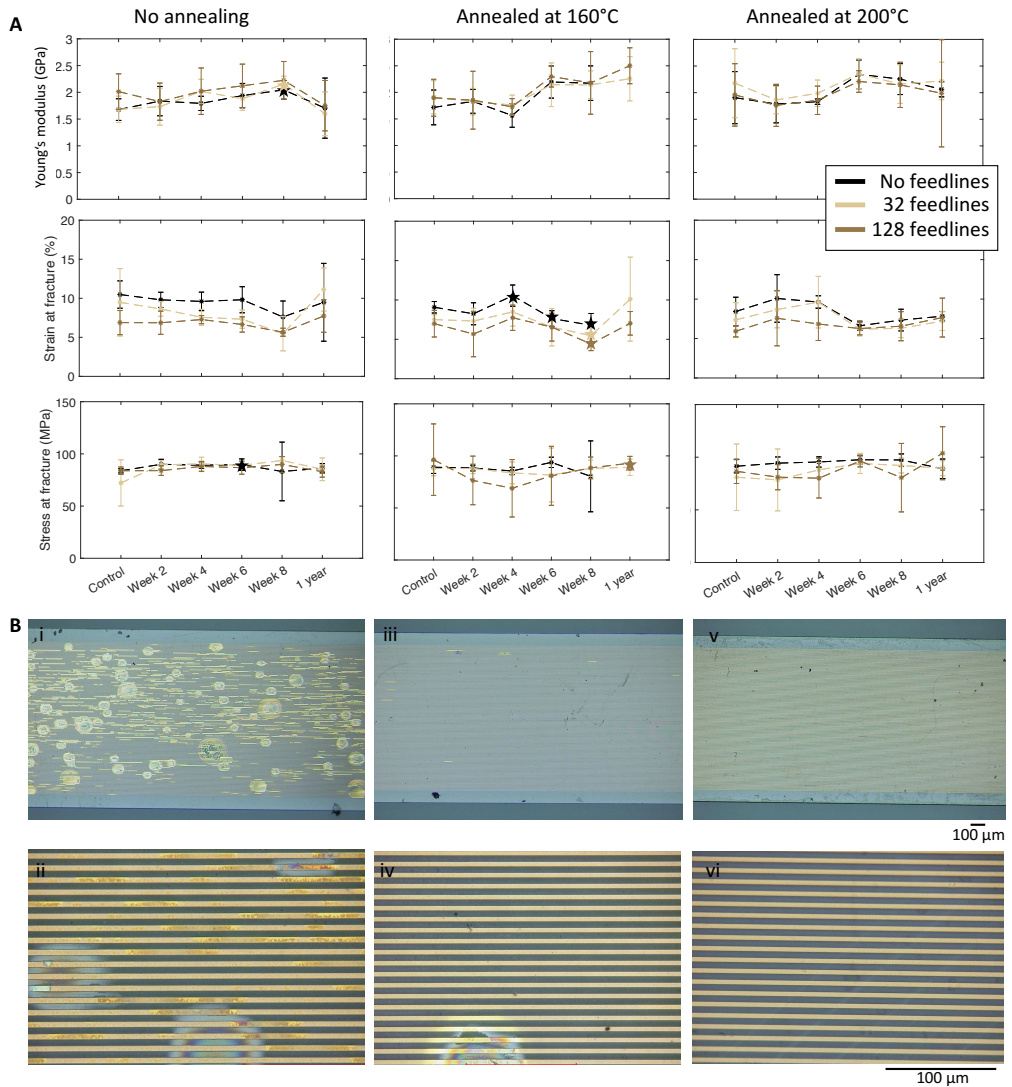 A
No annealing
Annealed at 160°C
Annealed at 200°C
Young's modulus (GPa)
3
2.5
2
1.5
1
0.5
0
No feedlines
32 feedlines
128 feedlines
Strain at fracture (%)
20
15
10
5
0
Stress at fracture (MPa)
150
100
50
0
Control
Week 2
Week 4
Week 6
Week 8
1 year
Control
Week 2
Week 4
Week 6
Week 8
1 year
Control
Week 2
Week 4
Week 6
Week 8
1 year
B
i
iii
v
100 µm
ii
iv
vi
100 µm